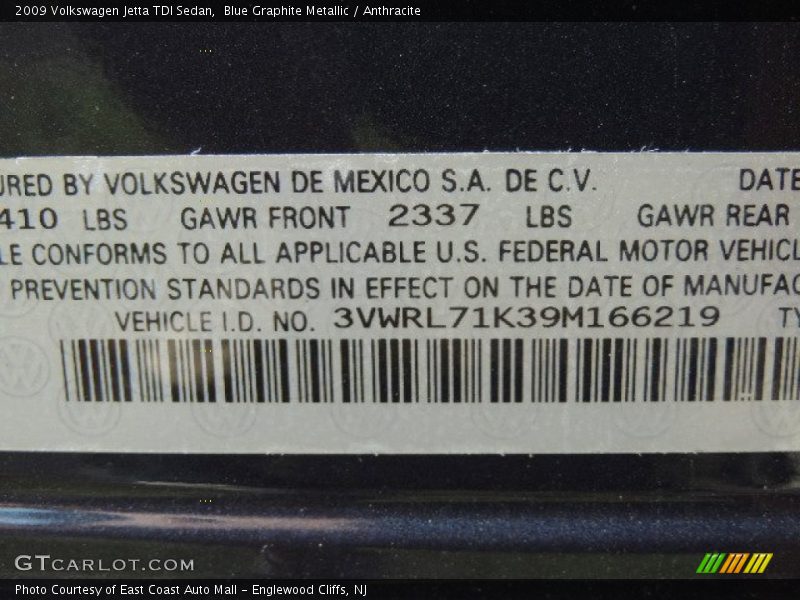 2009 Volkswagen Jetta TDI Sedan, Blue Graphite Metallic / Anthracite
URED BY VOLKSWAGEN DE MEXICO S.A. DE C.V. DATE
410 LBS GAWR FRONT 2337 LBS GAWR REAR
LE CONFORMS TO ALL APPLICABLE U.S. FEDERAL MOTOR VEHICL
PREVENTION STANDARDS IN EFFECT ON THE DATE OF MANUFAC
VEHICLE I.D. NO. 3VWRL71K39M166219 TY
GTCARLOT.COM
Photo Courtesy of East Coast Auto Mall - Englewood Cliffs, NJ